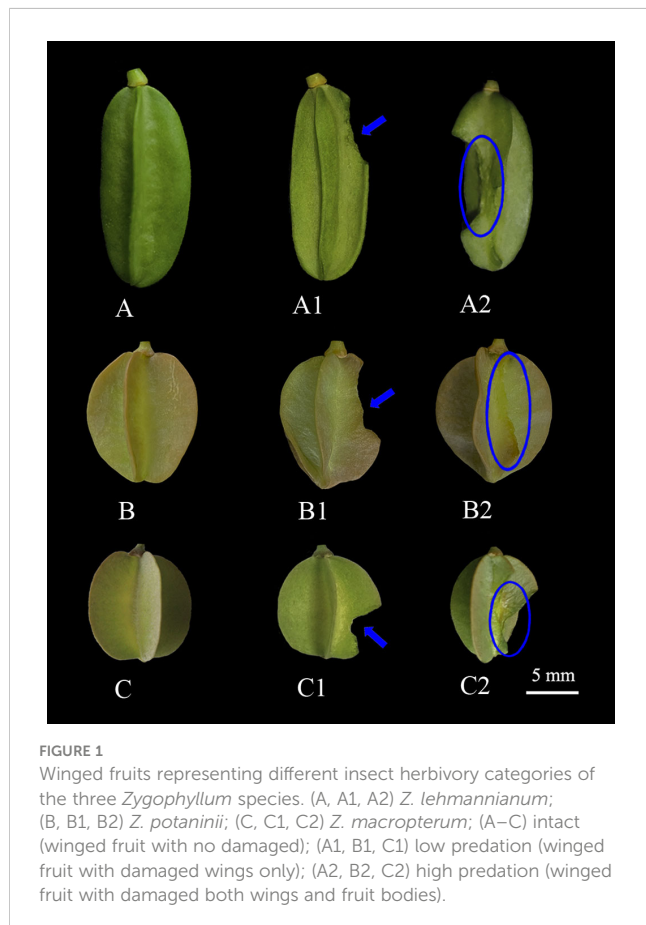 A
A1
A2
B
B1
B2
C
C1
C2
5 mm
FIGURE 1
Winged fruits representing different insect herbivory categories of
the three Zygophyllum species. (A, A1, A2) Z. lehmannianum;
(B, B1, B2) Z. potaninii; (C, C1, C2) Z. macropterum; (A–C) intact
(winged fruit with no damaged); (A1, B1, C1) low predation (winged
fruit with damaged wings only); (A2, B2, C2) high predation (winged
fruit with damaged both wings and fruit bodies).